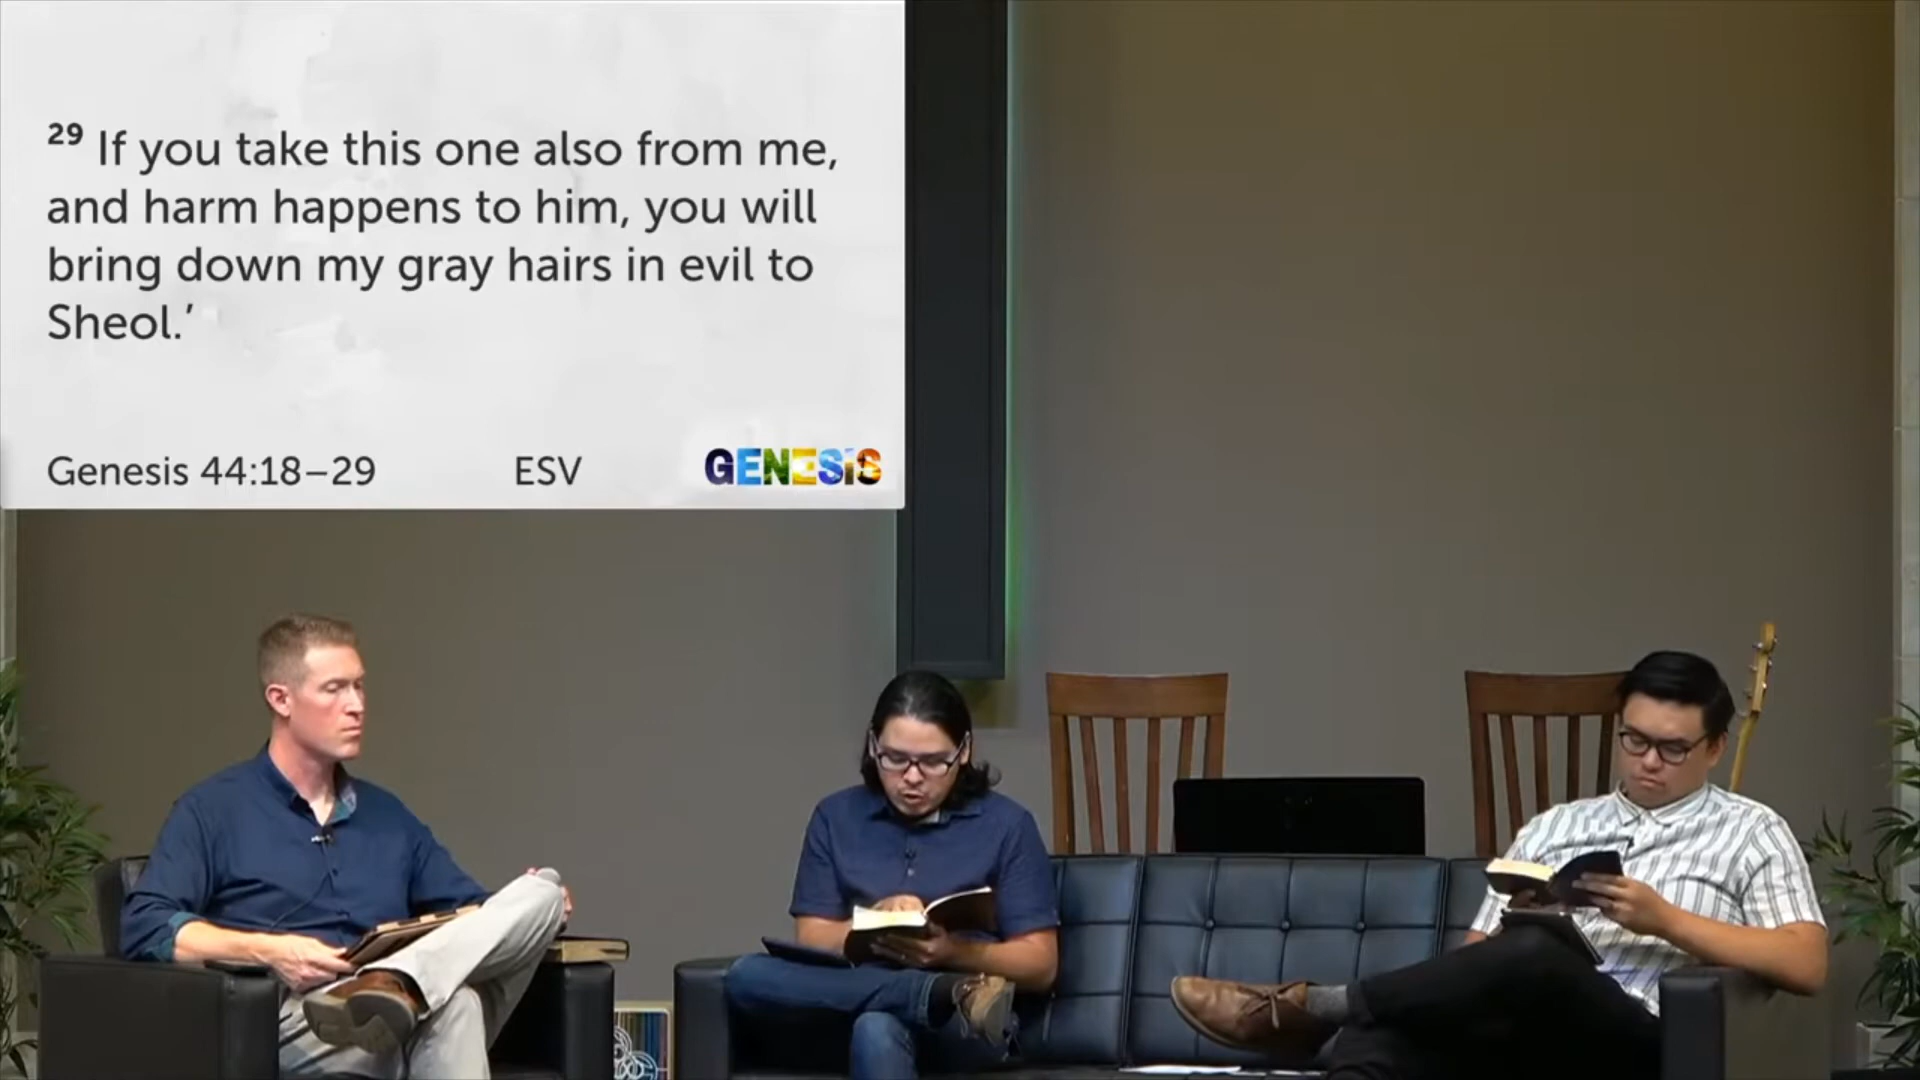 29 If you take this one also from me,
and harm happens to him, you will
bring down my gray hairs in evil to
Sheol.’
Genesis 44:18–29 ESV GENESIS